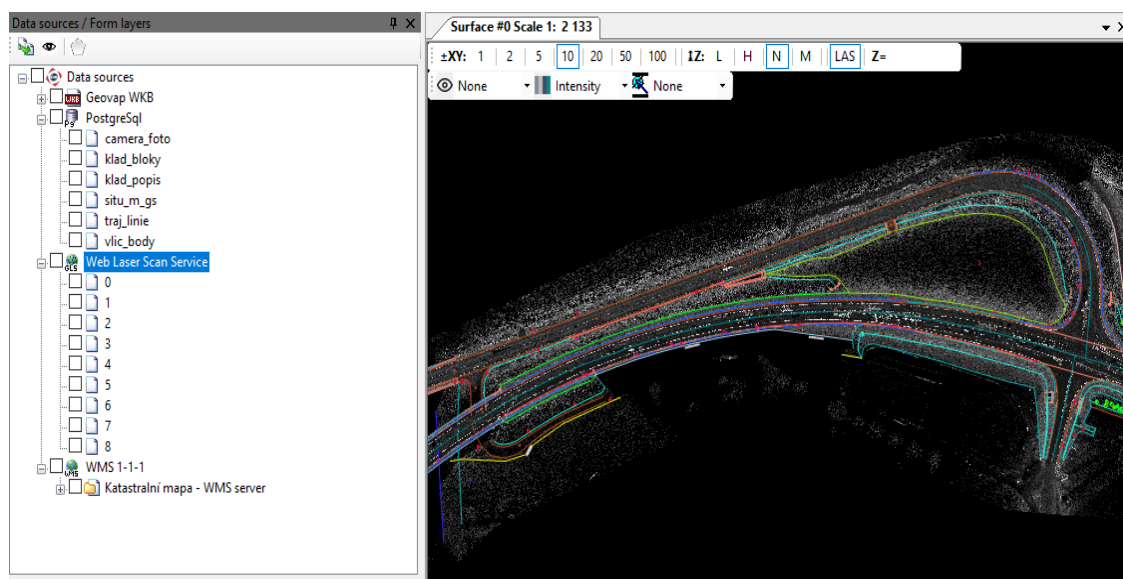 Data sources / Form layers
Data sources
Geovap WKB
PostgreSql
camera_foto
klad_bloky
klad_popis
situ_m_gs
traj_linie
vlic_body
Web Laser Scan Service
0
1
2
3
4
5
6
7
8
WMS 1-1-1
Katastralní mapa - WMS server
Surface #0 Scale 1: 2 133
±XY: 1 2 5 10 20 50 100 IZ: L H N M LAS Z=
None Intensity None